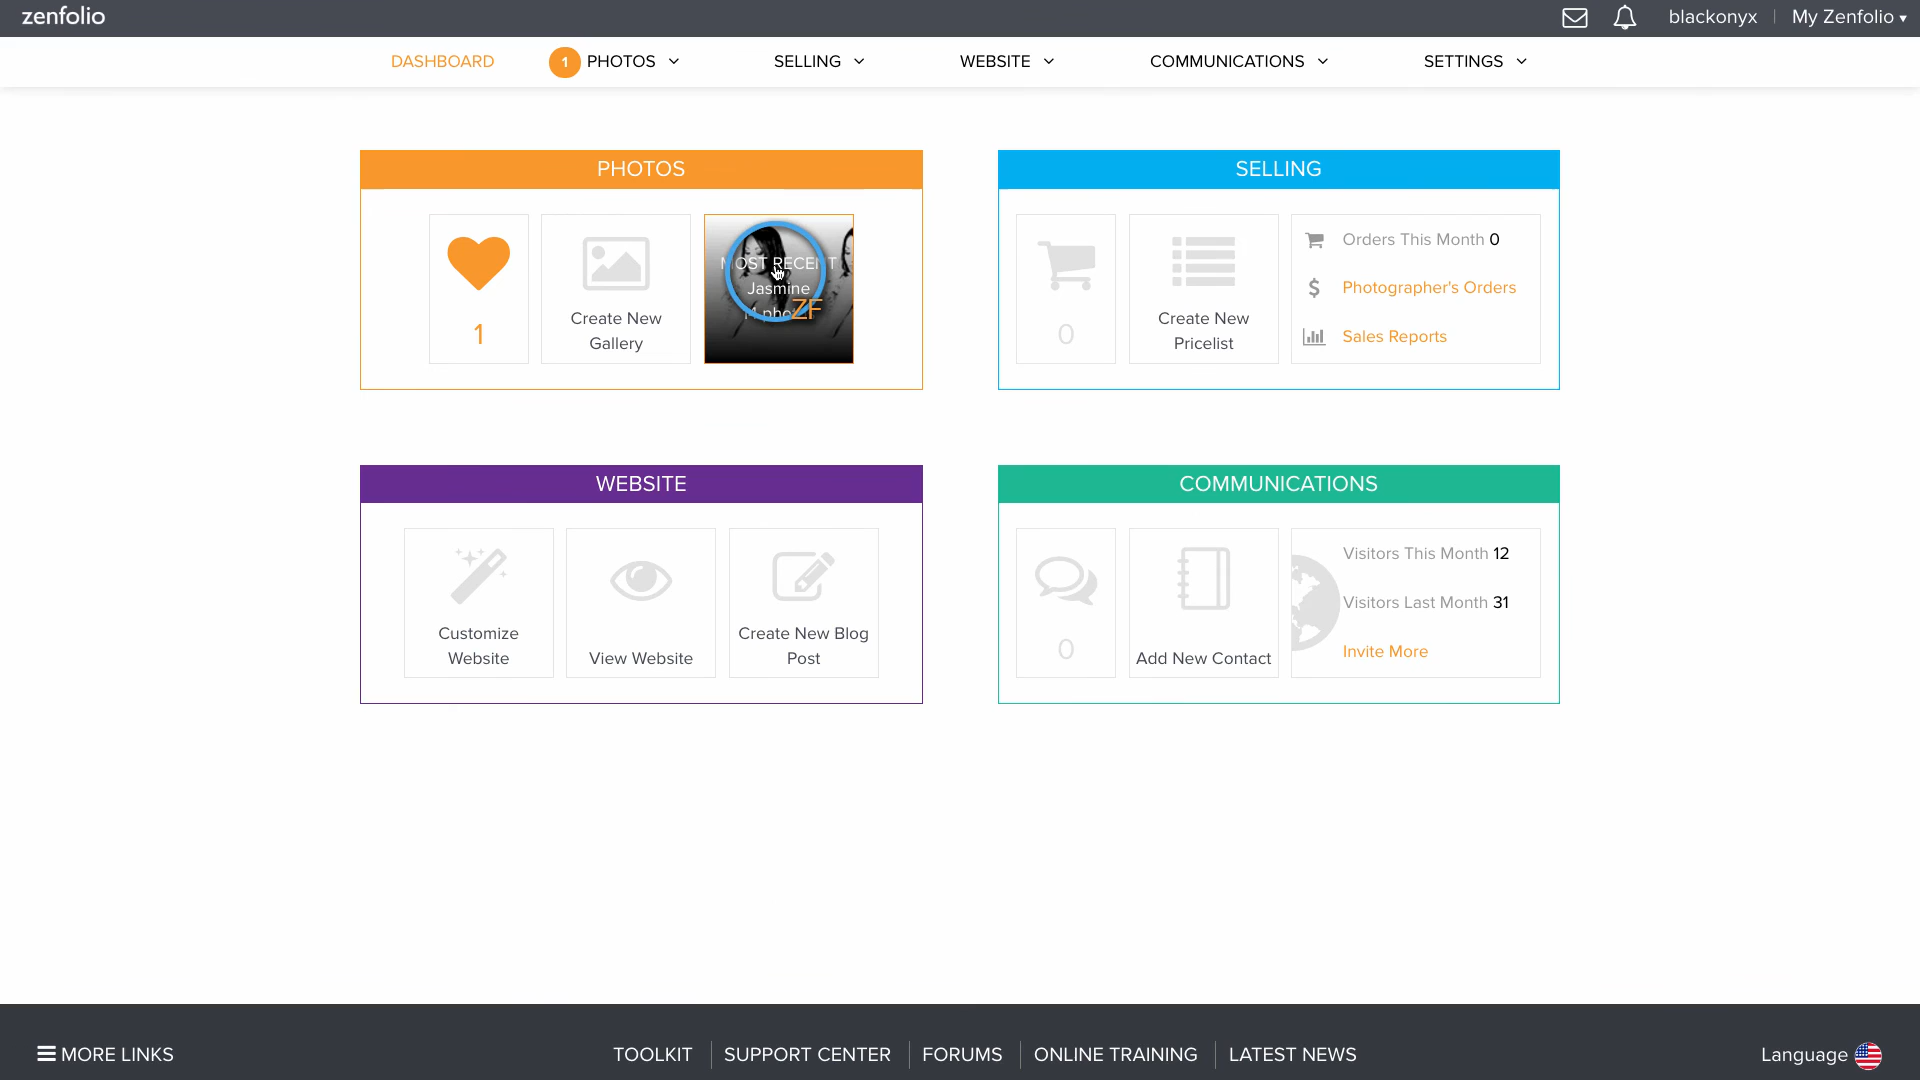 zenfolio
blackonyx
My Zenfolio ▾
DASHBOARD
1 PHOTOS
SELLING
WEBSITE
COMMUNICATIONS
SETTINGS
PHOTOS
1
Create New
Gallery
MOST RECENT
Jasmine
ZF
SELLING
0
Create New
Pricelist
Orders This Month 0
$ Photographer's Orders
Sales Reports
WEBSITE
Customize
Website
View Website
Create New Blog
Post
COMMUNICATIONS
0
Add New Contact
Visitors This Month 12
Visitors Last Month 31
Invite More
MORE LINKS
TOOLKIT
SUPPORT CENTER
FORUMS
ONLINE TRAINING
LATEST NEWS
Language